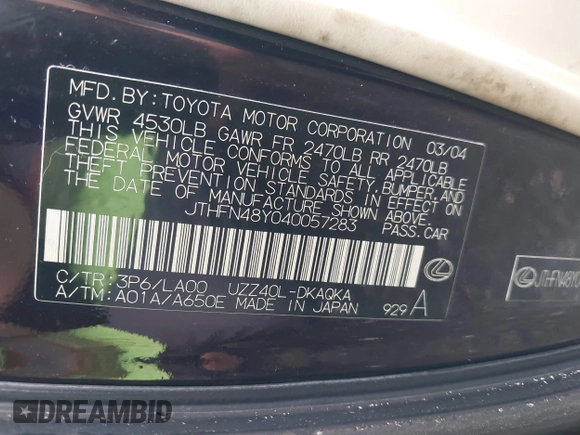 MFD. BY: TOYOTA MOTOR CORPORATION 03/04
GVWR 4530LB GAWR FR 2470LB RR 2470LB
THIS VEHICLE CONFORMS TO ALL APPLICABLE
FEDERAL MOTOR VEHICLE SAFETY, BUMPER, AND
THEFT PREVENTION STANDARDS IN EFFECT ON
THE DATE OF MANUFACTURE SHOWN ABOVE.
JTHFN48Y040057283 PASS.CAR
C/TR: 3P6/LA00 UZZ40L-DKAQKA
A/TM: A01A/A650E MADE IN JAPAN 929 A
JTHFN48Y0
DREAMBID